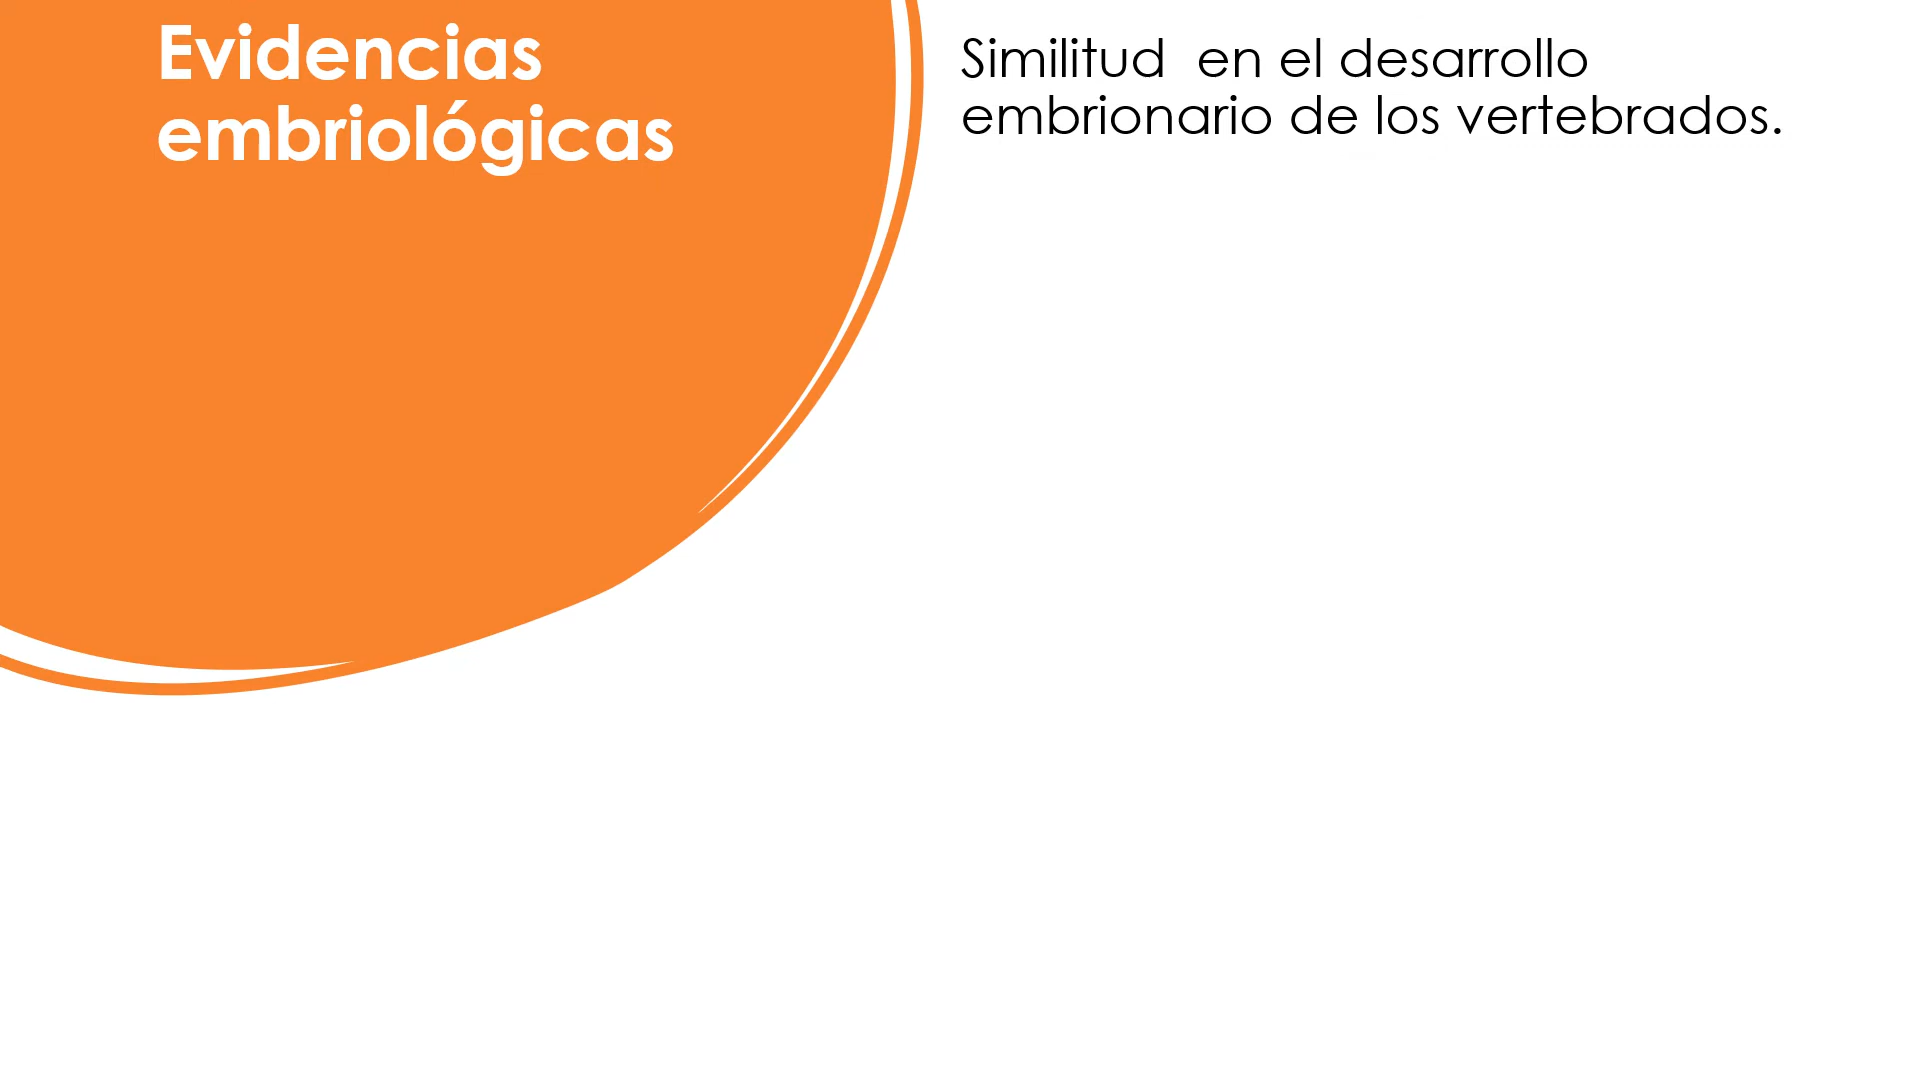 Evidencias
embriológicas
Similitud  en el desarrollo
embrionario de los vertebrados.